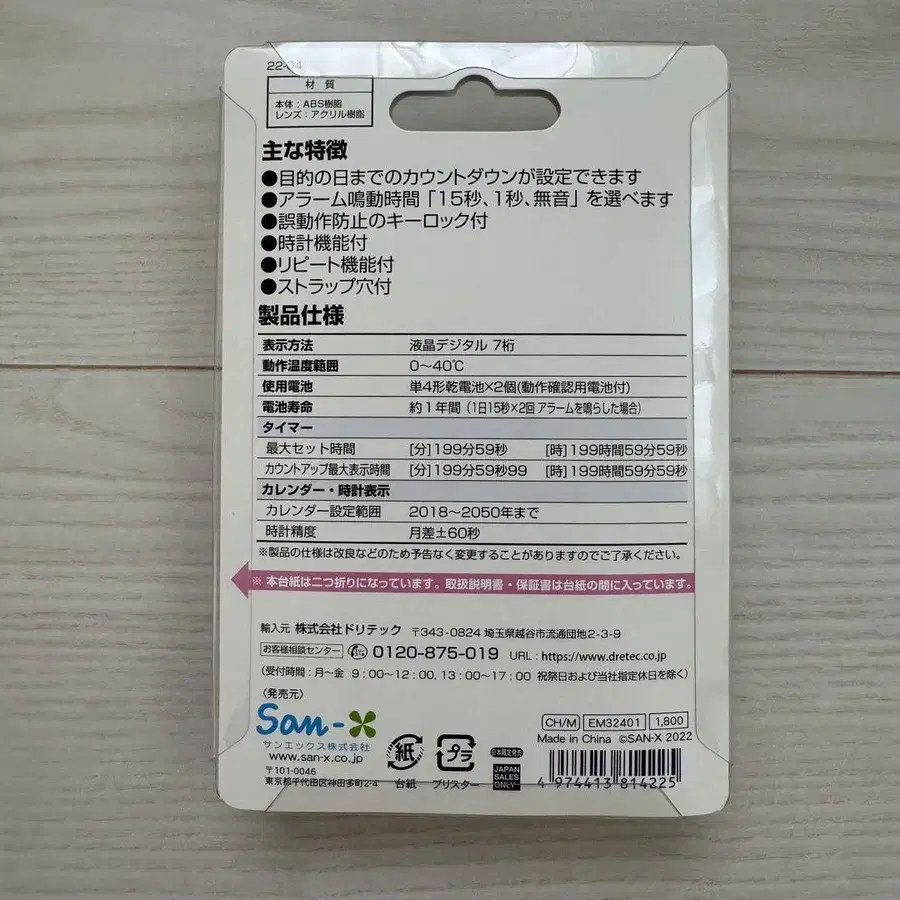 22-04
材 質
本体：ABS樹脂
レンズ：アクリル樹脂
主な特徴
●目的の日までのカウントダウンが設定できます
●アラーム鳴動時間「15秒、1秒、無音」を選べます
●誤動作防止のキーロック付
●時計機能付
●リピート機能付
●ストラップ穴付
製品仕様
表示方法 液晶デジタル 7桁
動作温度範囲 0～40℃
使用電池 単4形乾電池×2個(動作確認用電池付)
電池寿命 約1年間（1日15秒×2回 アラームを鳴らした場合）
タイマー
最大セット時間 [分]199分59秒 [時]199時間59分59秒
カウントアップ最大表示時間 [分]199分59秒99 [時]199時間59分59秒
カレンダー・時計表示
カレンダー設定範囲 2018～2050年まで
時計精度 月差±60秒
※製品の仕様は改良などのため予告なく変更することがありますのでご了承ください。
※ 本台紙は二つ折りになっています。取扱説明書・保証書は台紙の間に入っています。
輸入元 株式会社ドリテック 〒343-0824 埼玉県越谷市流通団地2-3-9
お客様相談センター 0120-875-019 URL：https://www.dretec.co.jp
（受付時間：月～金 9：00～12：00, 13：00～17：00 祝祭日および当社指定休日を除く）
〈発売元〉
San-X
サンエックス株式会社
www.san-x.co.jp
〒101-0046
東京都千代田区神田多町2-4
紙
台紙
プラ
ブリスター
日本限定発売
JAPAN
SALES
ONLY
CH/M EM32401 1,800
Made in China ©SAN-X 2022
4 974413 814225